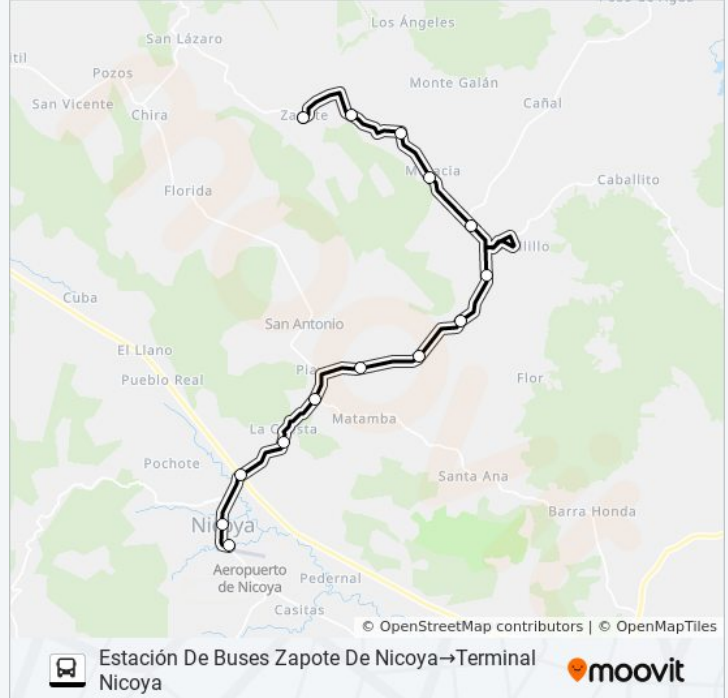 Los Ángeles
San Lázaro
Pozos
Monte Galán
San Vicente
Chira
Cañal
Caballito
Florida
Cuba
San Antonio
El Llano
Pueblo Real
Flor
Matamba
Pochote
Santa Ana
Barra Honda
Nicoya
Aeropuerto
de Nicoya
Pedernal
Casitas
© OpenStreetMap contributors | © OpenMapTiles
Estación De Buses Zapote De Nicoya→Terminal
Nicoya
moovit